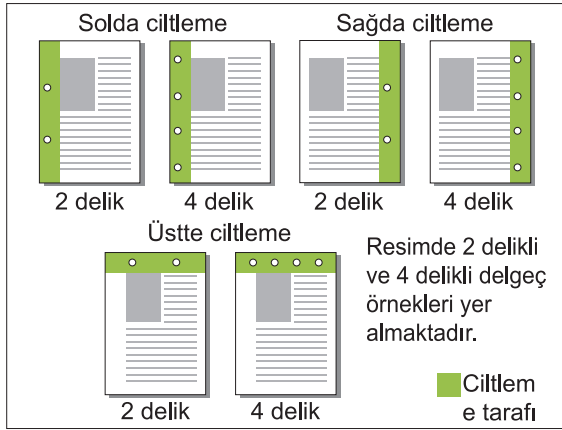 Solda ciltleme
Sağda ciltleme
2 delik
4 delik
2 delik
4 delik
Üstte ciltleme
2 delik
4 delik
Resimde 2 delikli
ve 4 delikli delgeç
örnekleri yer
almaktadır.
Ciltlem
e tarafı